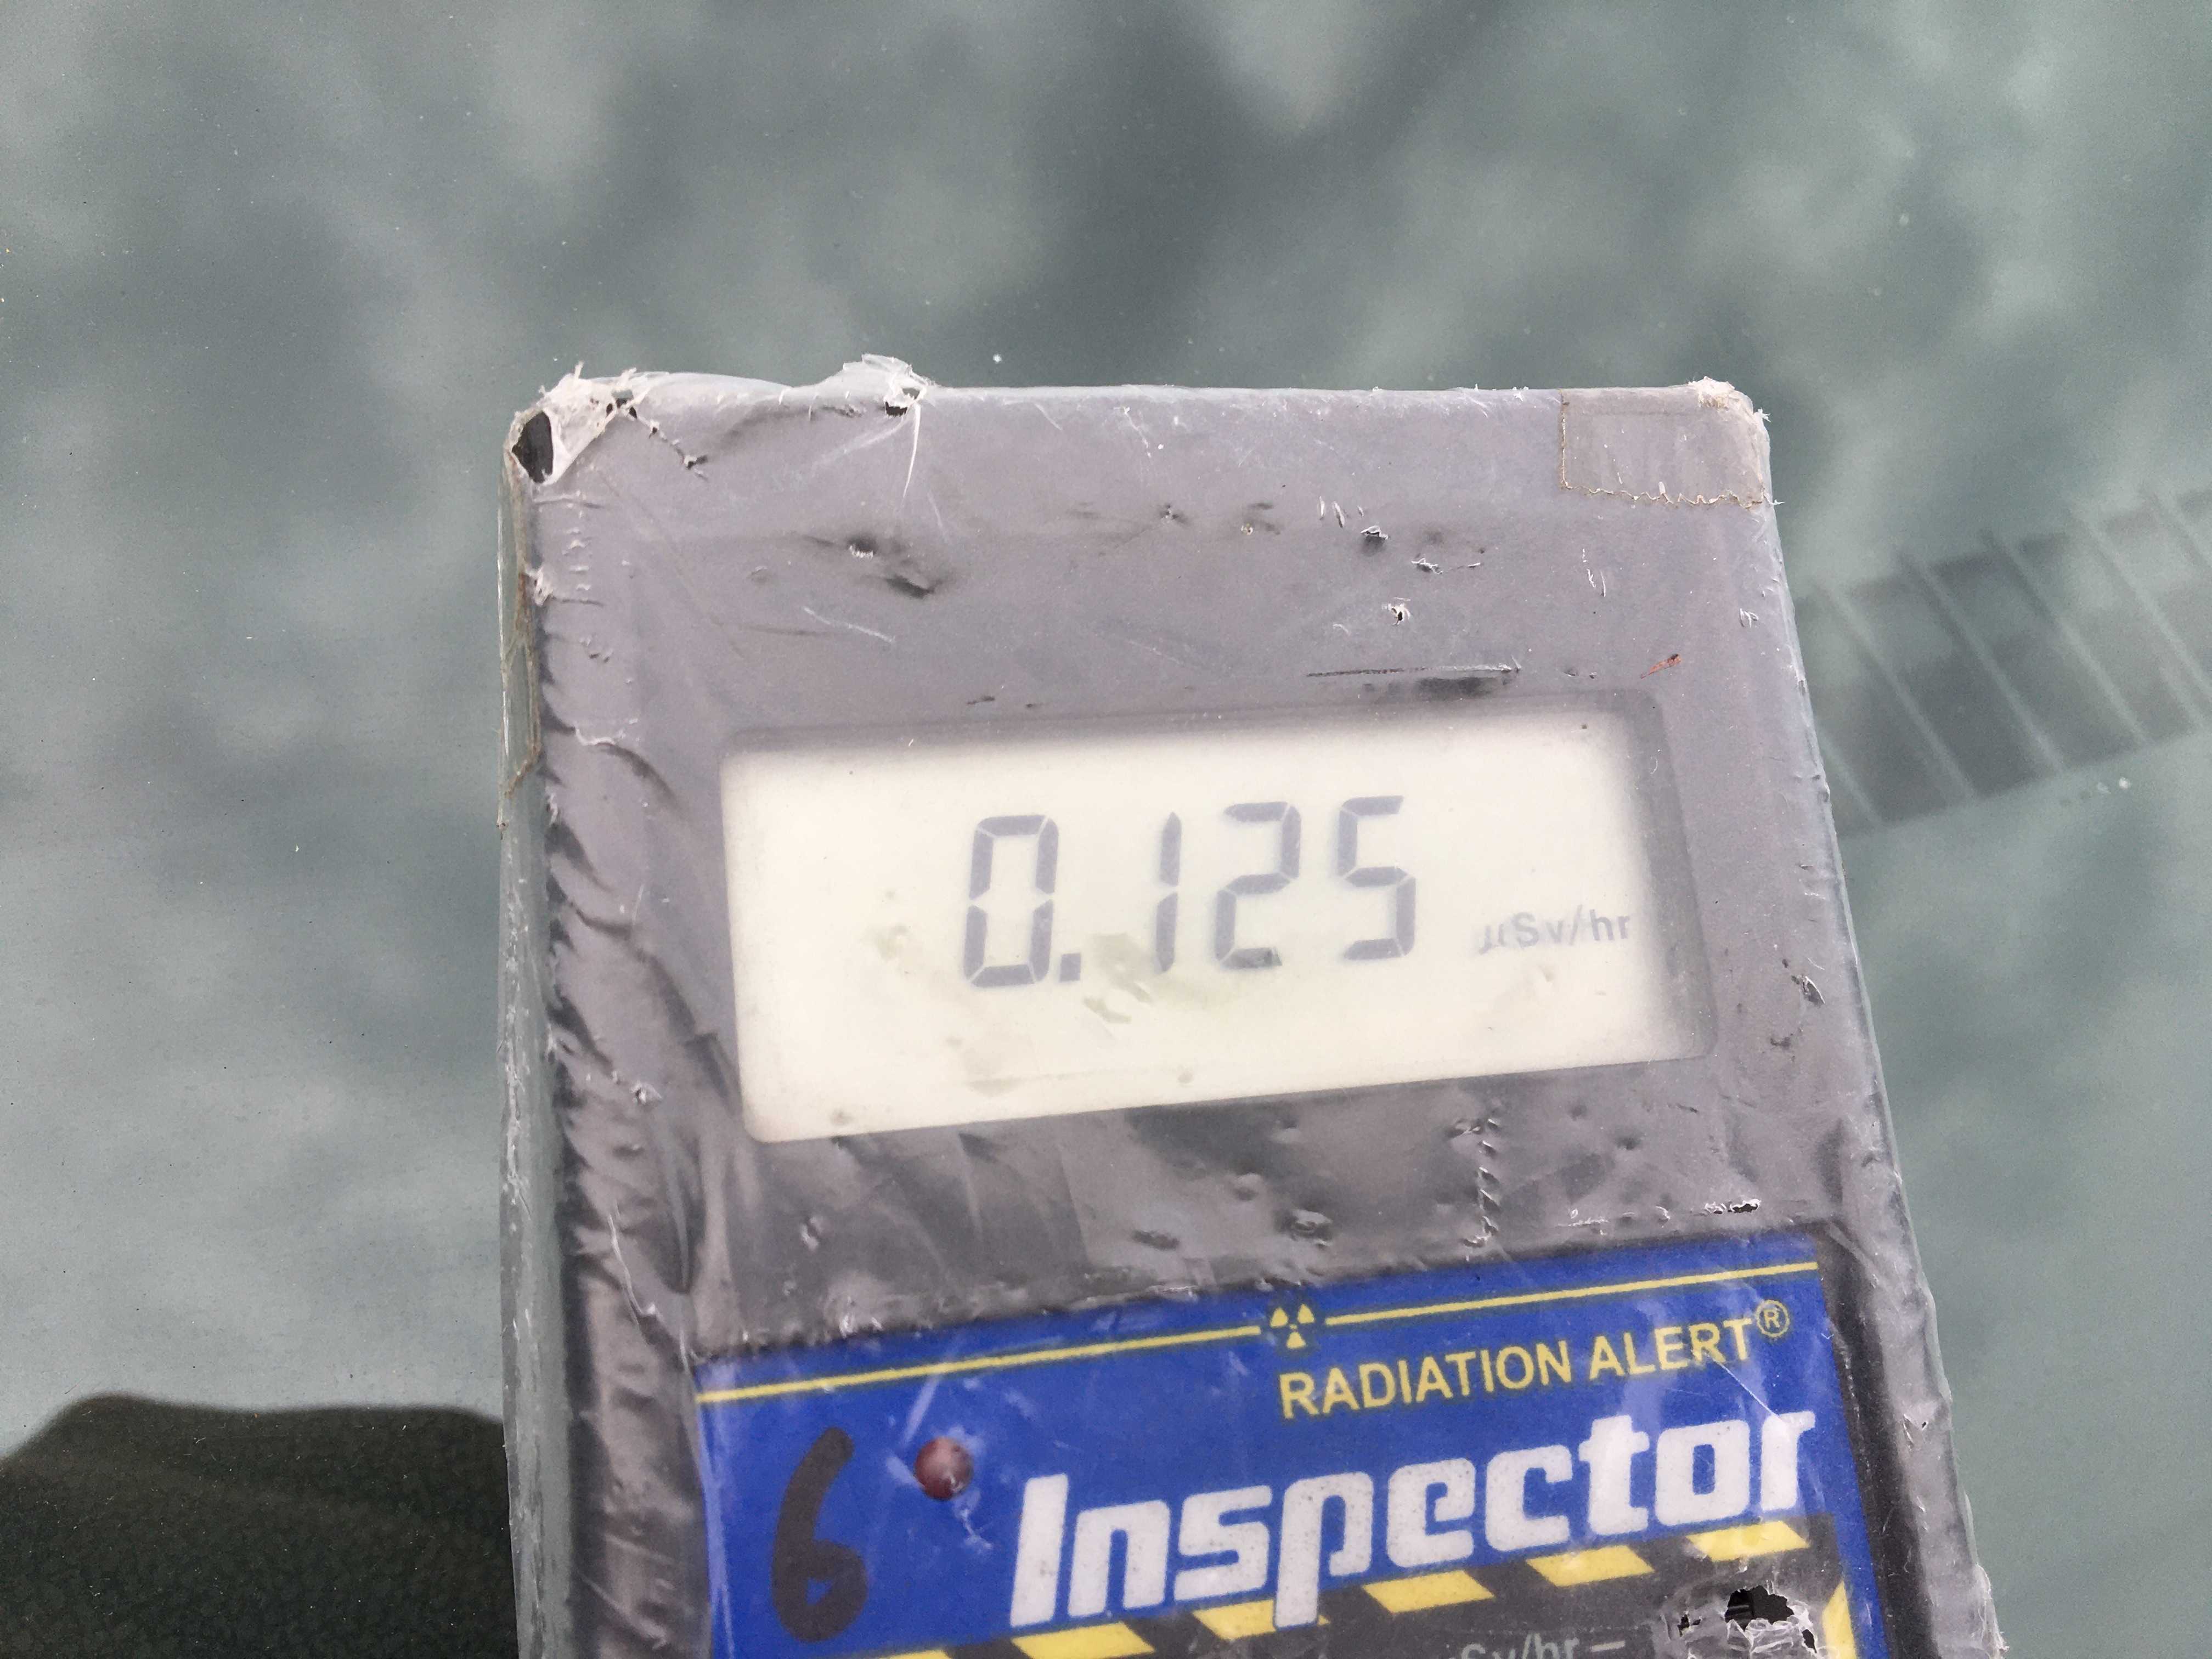 0.125 µSv/hr
RADIATION ALERT®
6 Inspector